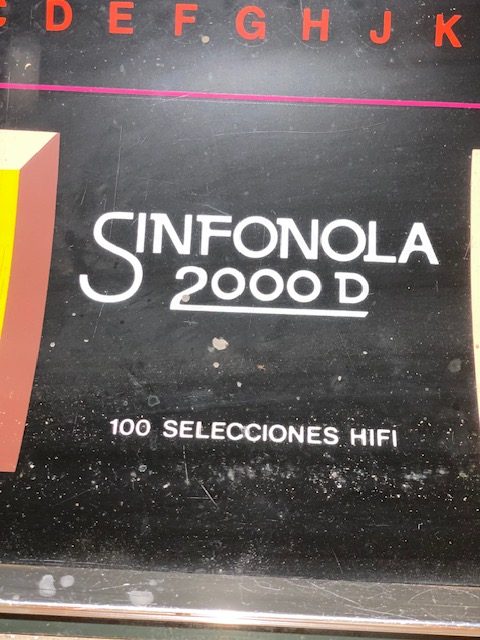 C D E F G H J K
SINFONOLA
2000 D
100 SELECCIONES HIFI